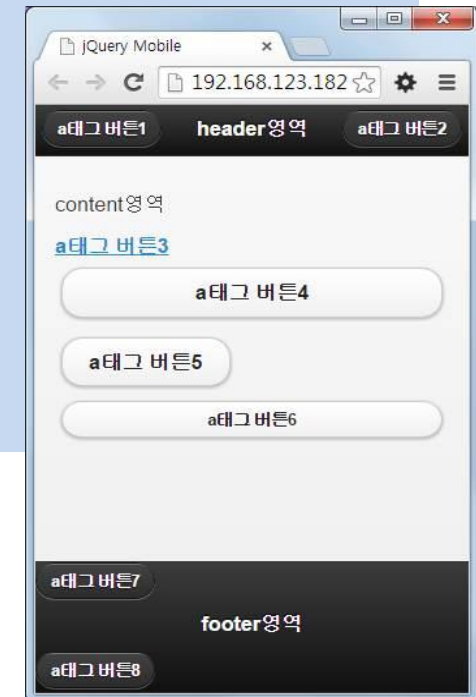 jQuery Mobile
192.168.123.182
a태그 버튼1 header영역 a태그 버튼2
content영역
a태그 버튼3
a태그 버튼4
a태그 버튼5
a태그 버튼6
a태그 버튼7
footer영역
a태그 버튼8